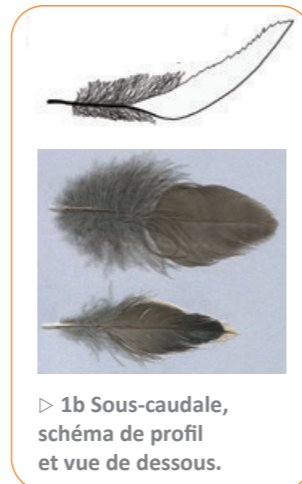 ▷ 1b Sous-caudale,
schéma de profil
et vue de dessous.